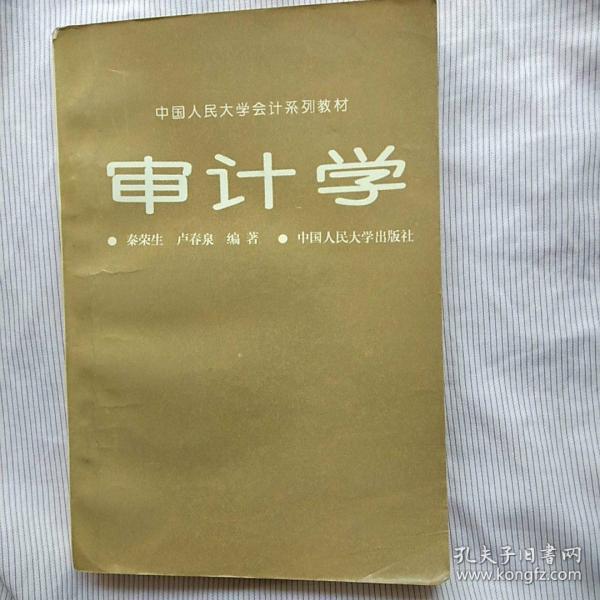 中国人民大学会计系列教材
审计学
● 秦荣生 卢春泉 编著 ● 中国人民大学出版社
孔夫子旧书网
www.kongfz.com